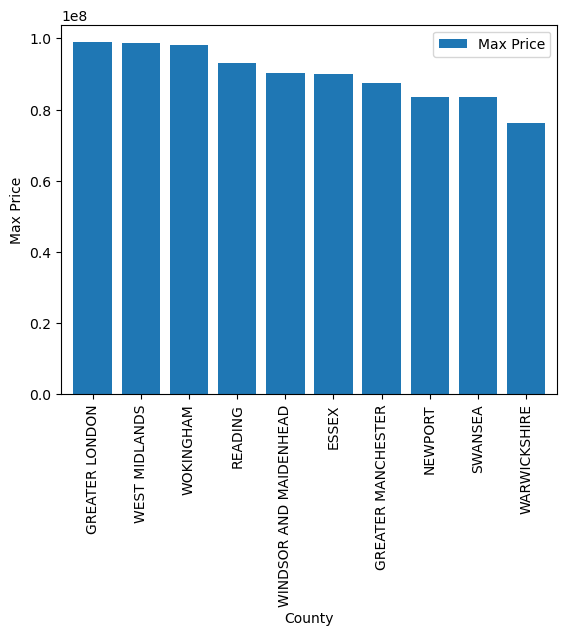 1e8
Max Price
1.0
0.8
0.6
0.4
0.2
0.0
Max Price
GREATER LONDON
WEST MIDLANDS
WOKINGHAM
READING
WINDSOR AND MAIDENHEAD
ESSEX
GREATER MANCHESTER
NEWPORT
SWANSEA
WARWICKSHIRE
County